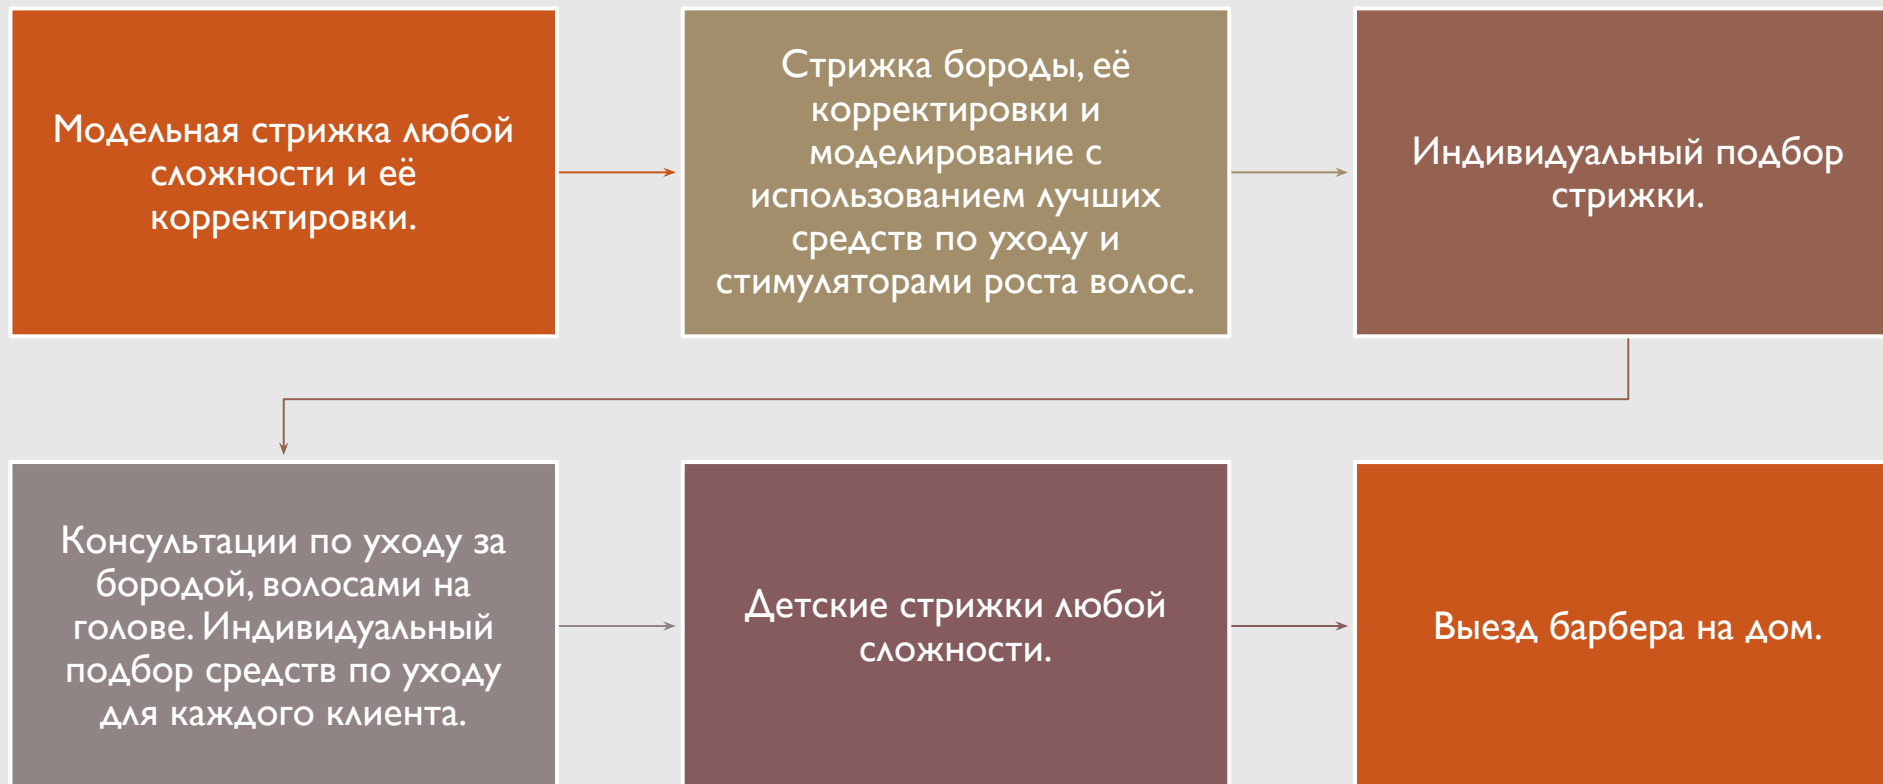 Модельная стрижка любой
сложности и её
корректировки.
Стрижка бороды, её
корректировки и
моделирование с
использованием лучших
средств по уходу и
стимуляторами роста волос.
Индивидуальный подбор
стрижки.
Консультации по уходу за
бородой, волосами на
голове. Индивидуальный
подбор средств по уходу
для каждого клиента.
Детские стрижки любой
сложности.
Выезд барбера на дом.